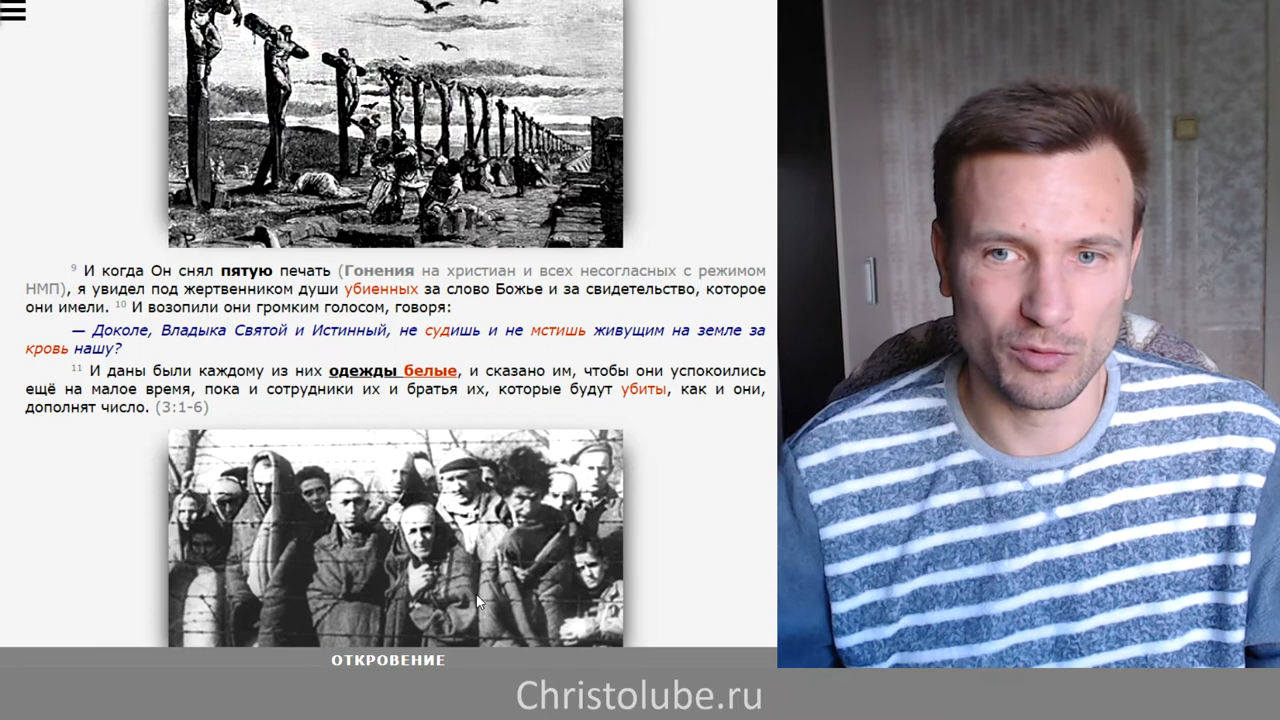 9 И когда Он снял пятую печать (Гонения на христиан и всех несогласных с режимом
НМП), я увидел под жертвенником души убиенных за слово Божье и за свидетельство, которое
они имели. 10 И возопили они громким голосом, говоря:
— Доколе, Владыка Святой и Истинный, не судишь и не мстишь живущим на земле за
кровь нашу?
11 И даны были каждому из них одежды белые, и сказано им, чтобы они успокоились
ещё на малое время, пока и сотрудники их и братья их, которые будут убиты, как и они,
дополнят число. (3:1-6)
ОТКРОВЕНИЕ
Christolube.ru